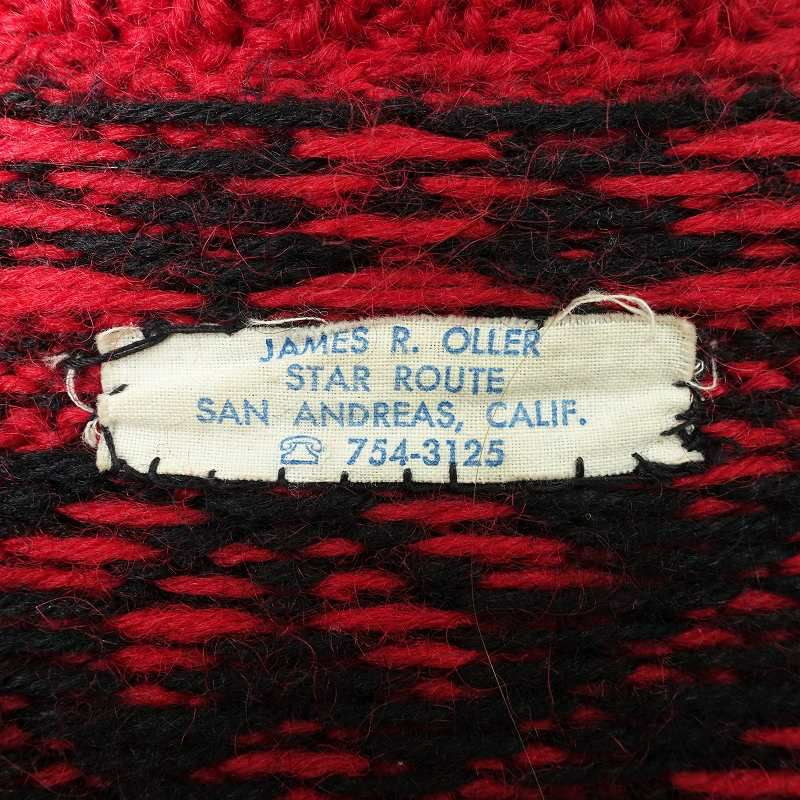 JAMES R. OLLER
STAR ROUTE
SAN ANDREAS, CALIF.
☎ 754-3125